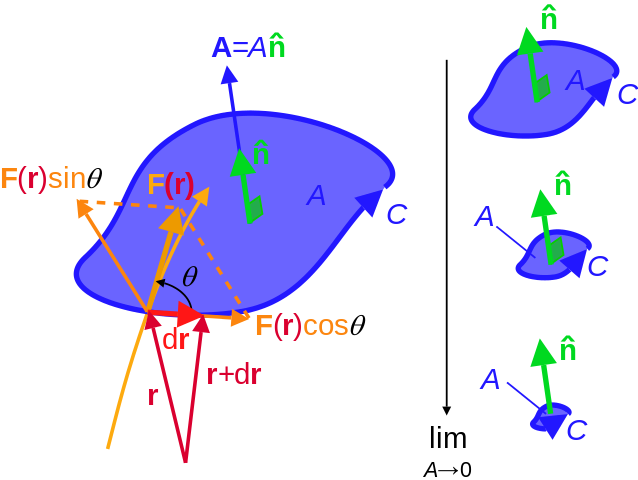 A=An̂
n̂
F(r)sinθ
F(r)
A
C
θ
F(r)cosθ
dr
r+dr
r
n̂
A
C
n̂
A
C
n̂
A
C
lim
A→0